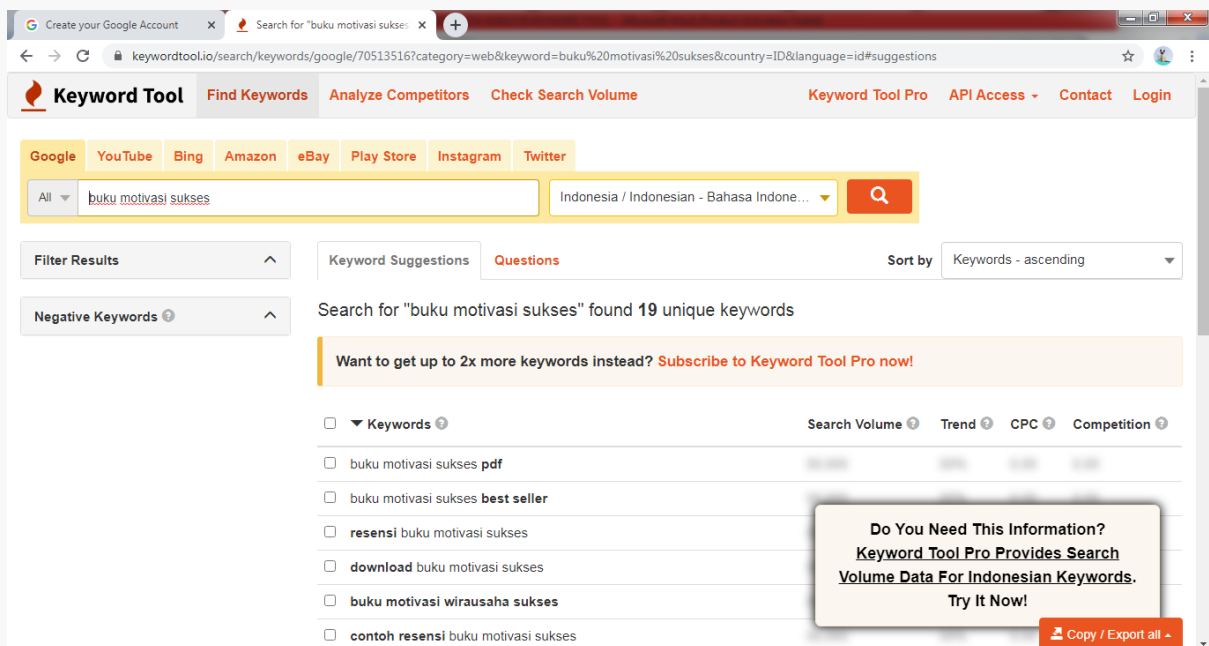 Create your Google Account
Search for "buku motivasi sukses
keywordtool.io/search/keywords/google/70513516?category=web&keyword=buku%20motivasi%20sukses&country=ID&language=id#suggestions
Keyword Tool Find Keywords Analyze Competitors Check Search Volume Keyword Tool Pro API Access Contact Login
Google YouTube Bing Amazon eBay Play Store Instagram Twitter
All buku motivasi sukses Indonesia / Indonesian - Bahasa Indone...
Filter Results
Negative Keywords
Keyword Suggestions Questions Sort by Keywords - ascending
Search for "buku motivasi sukses" found 19 unique keywords
Want to get up to 2x more keywords instead? Subscribe to Keyword Tool Pro now!
Keywords Search Volume Trend CPC Competition
buku motivasi sukses pdf
buku motivasi sukses best seller
resensi buku motivasi sukses
download buku motivasi sukses
buku motivasi wirausaha sukses
contoh resensi buku motivasi sukses
Do You Need This Information?
Keyword Tool Pro Provides Search
Volume Data For Indonesian Keywords.
Try It Now!
Copy / Export all